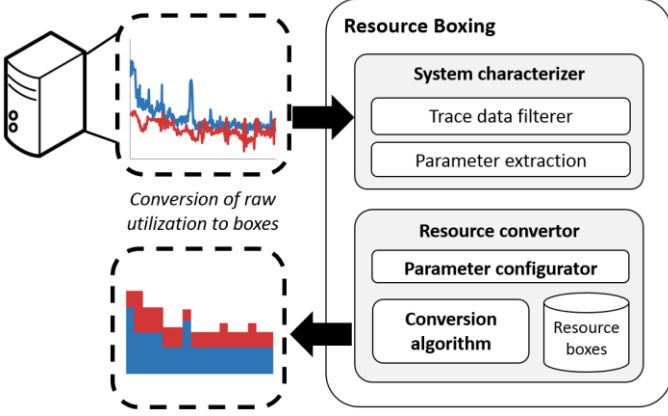 Resource Boxing
System characterizer
Trace data filterer
Parameter extraction
Conversion of raw
utilization to boxes
Resource convertor
Parameter configurator
Conversion
algorithm
Resource
boxes